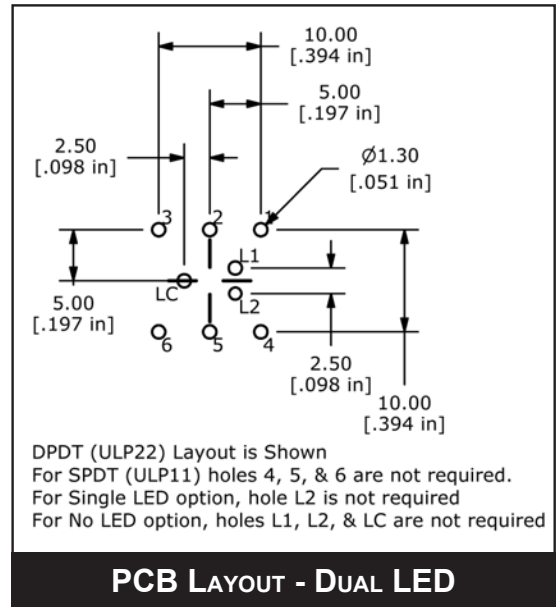 10.00
[.394 in]
5.00
[.197 in]
2.50
[.098 in]
Ø1.30
[.051 in]
3 2 1
L1
LC
L2
5.00
[.197 in]
6 5 4
2.50
[.098 in]
10.00
[.394 in]
DPDT (ULP22) Layout is Shown
For SPDT (ULP11) holes 4, 5, & 6 are not required.
For Single LED option, hole L2 is not required
For No LED option, holes L1, L2, & LC are not required
PCB LAYOUT - DUAL LED